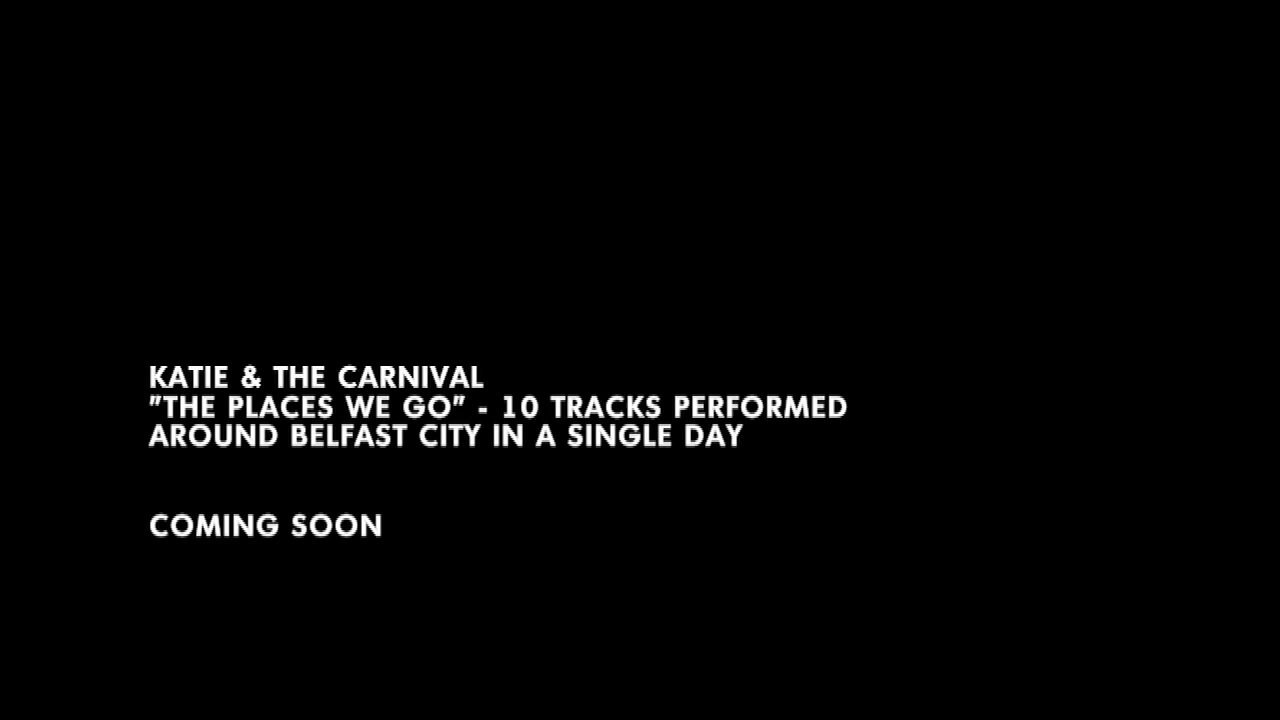 KATIE & THE CARNIVAL
"THE PLACES WE GO" - 10 TRACKS PERFORMED
AROUND BELFAST CITY IN A SINGLE DAY
COMING SOON